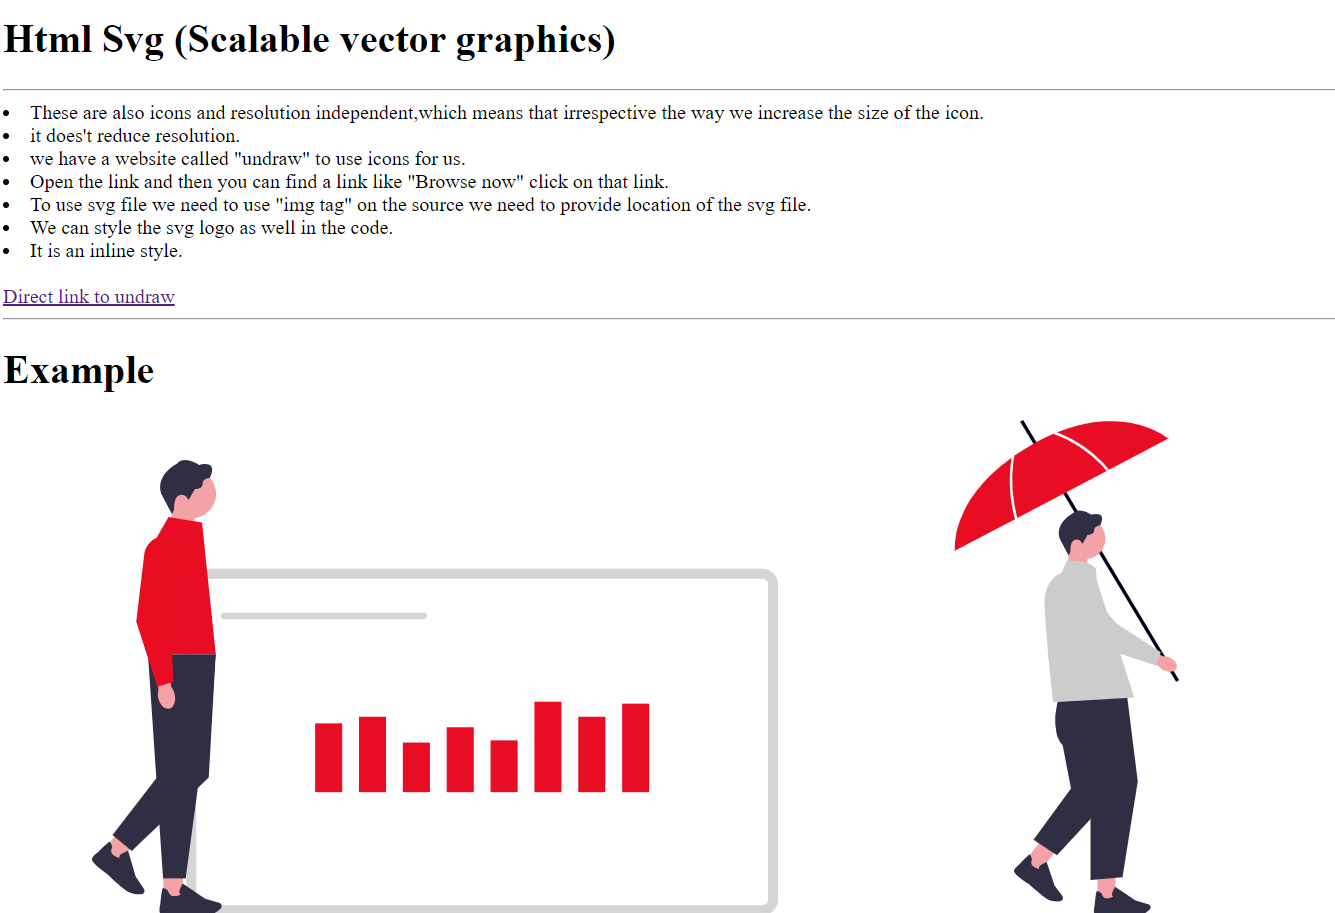 Html Svg (Scalable vector graphics)
These are also icons and resolution independent,which means that irrespective the way we increase the size of the icon.
it does't reduce resolution.
we have a website called "undraw" to use icons for us.
Open the link and then you can find a link like "Browse now" click on that link.
To use svg file we need to use "img tag" on the source we need to provide location of the svg file.
We can style the svg logo as well in the code.
It is an inline style.
Direct link to undraw
Example